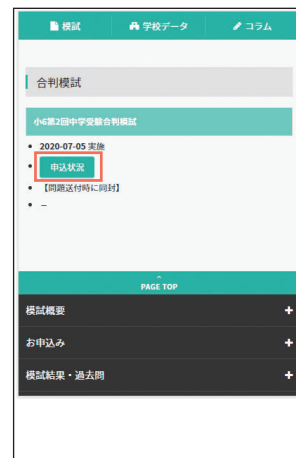 模試
学校データ
コラム
合判模試
小6第2回中学受験合判模試
2020-07-05 実施
申込状況
【問題送付時に同封】
–
PAGE TOP
模試概要
お申込み
模試結果・過去問